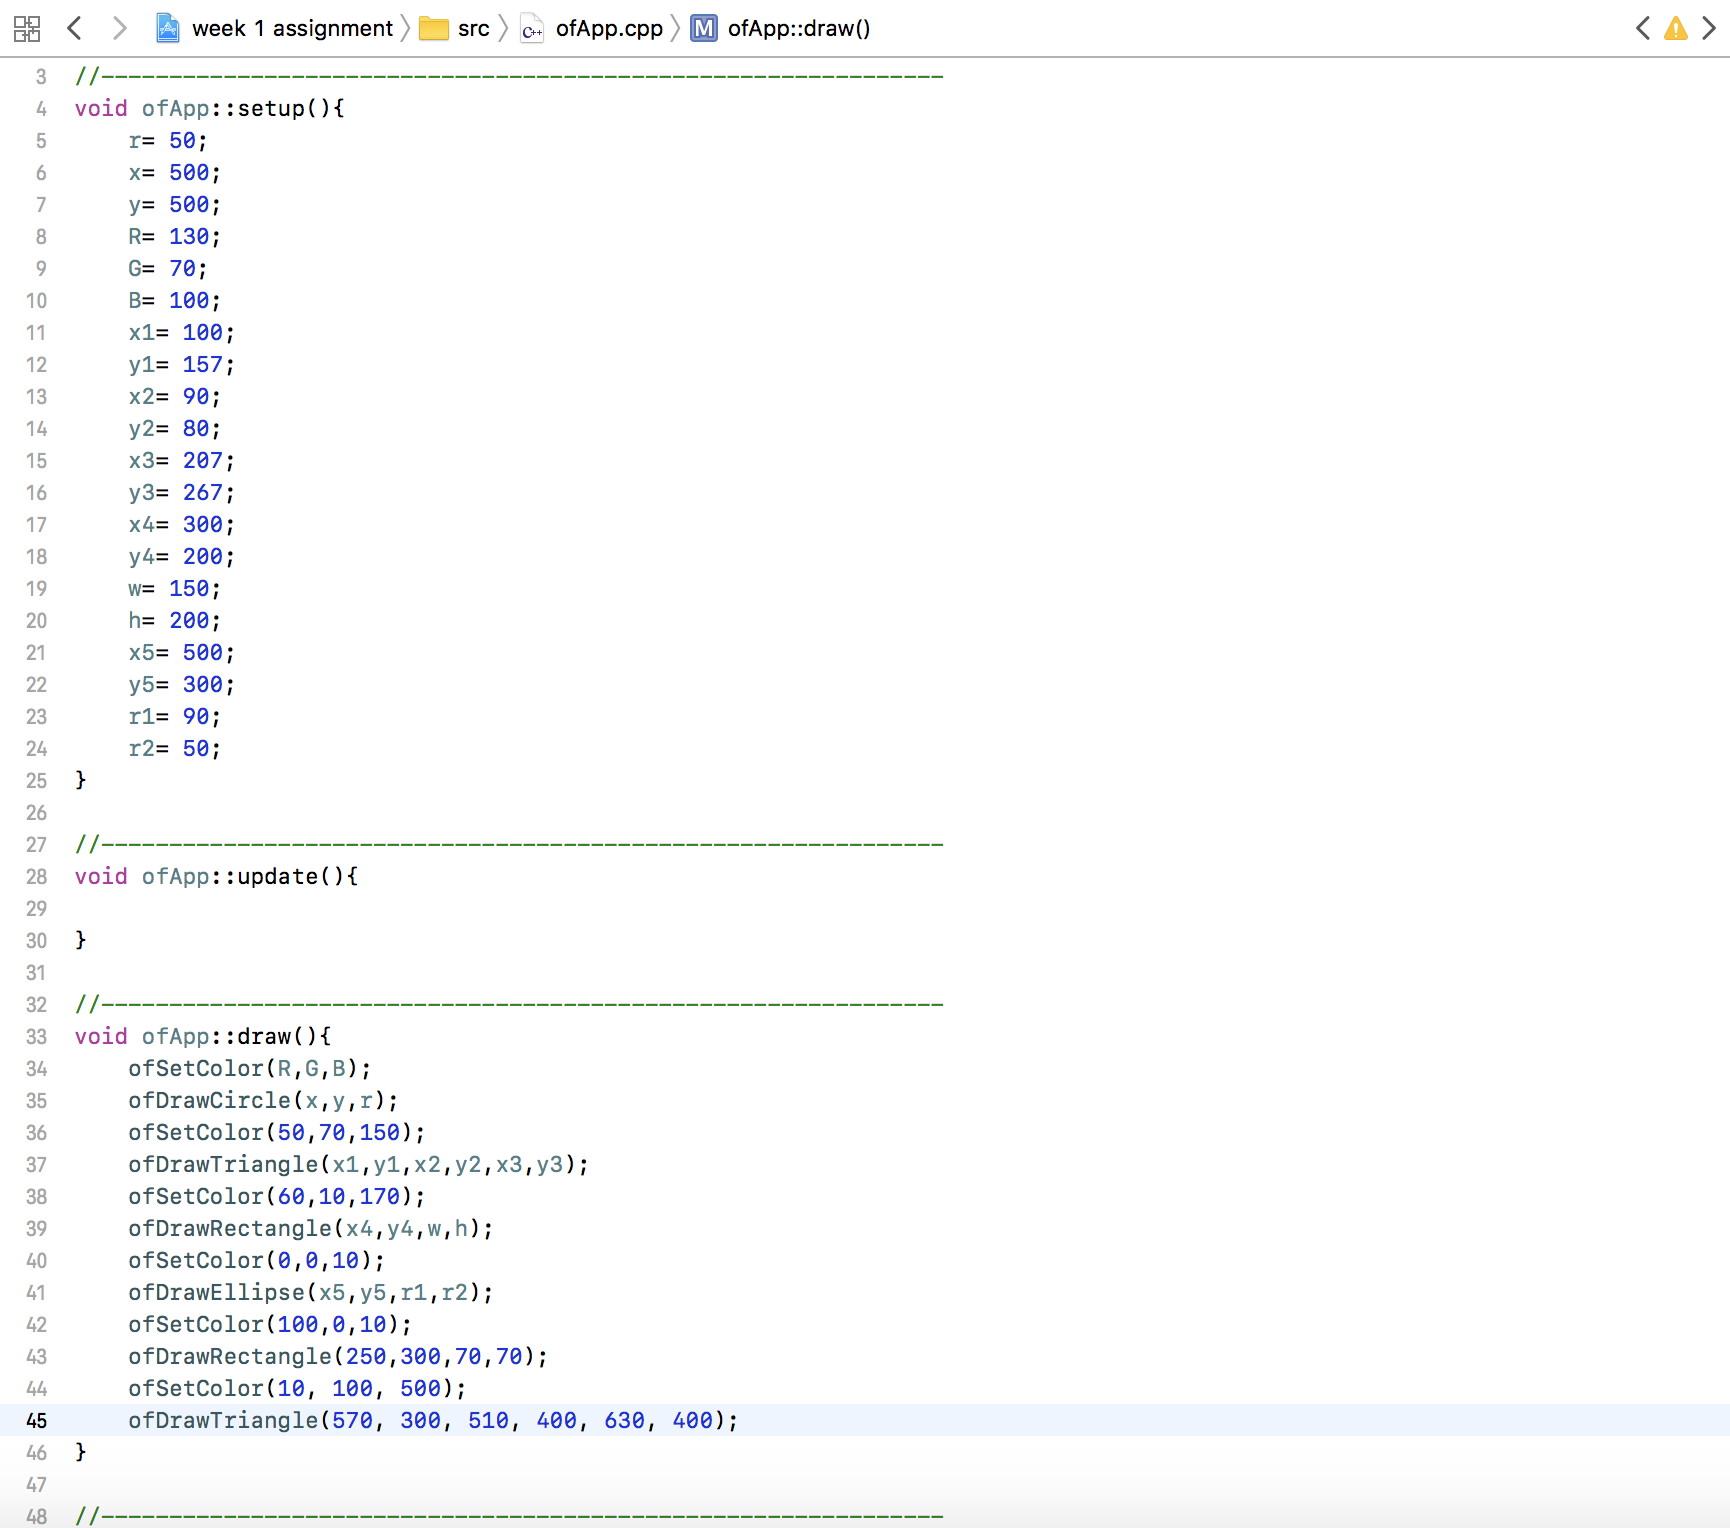 week 1 assignment src C++ ofApp.cpp M ofApp::draw()
3 //--------------------------------------------------------------
4 void ofApp::setup(){
5     r= 50;
6     x= 500;
7     y= 500;
8     R= 130;
9     G= 70;
10     B= 100;
11     x1= 100;
12     y1= 157;
13     x2= 90;
14     y2= 80;
15     x3= 207;
16     y3= 267;
17     x4= 300;
18     y4= 200;
19     w= 150;
20     h= 200;
21     x5= 500;
22     y5= 300;
23     r1= 90;
24     r2= 50;
25 }
26
27 //--------------------------------------------------------------
28 void ofApp::update(){
29
30 }
31
32 //--------------------------------------------------------------
33 void ofApp::draw(){
34     ofSetColor(R,G,B);
35     ofDrawCircle(x,y,r);
36     ofSetColor(50,70,150);
37     ofDrawTriangle(x1,y1,x2,y2,x3,y3);
38     ofSetColor(60,10,170);
39     ofDrawRectangle(x4,y4,w,h);
40     ofSetColor(0,0,10);
41     ofDrawEllipse(x5,y5,r1,r2);
42     ofSetColor(100,0,10);
43     ofDrawRectangle(250,300,70,70);
44     ofSetColor(10, 100, 500);
45     ofDrawTriangle(570, 300, 510, 400, 630, 400);
46 }
47
48 //--------------------------------------------------------------